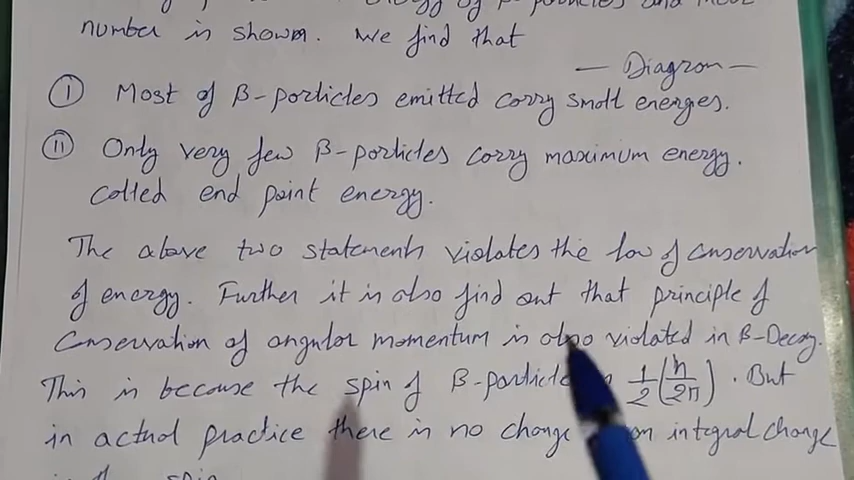 of β-particles and
number is shown. We find that
— Diagram —
I Most of β-particles emitted carry small energies.
II Only very few β-particles carry maximum energy.
called end point energy.
The above two statements violates the law of conservation
of energy. Further it is also find out that principle of
conservation of angular momentum is also violated in β-Decay.
This is because the spin of β-particle 1/2 (h/2π). But
in actual practice there is no change on integral change
spin